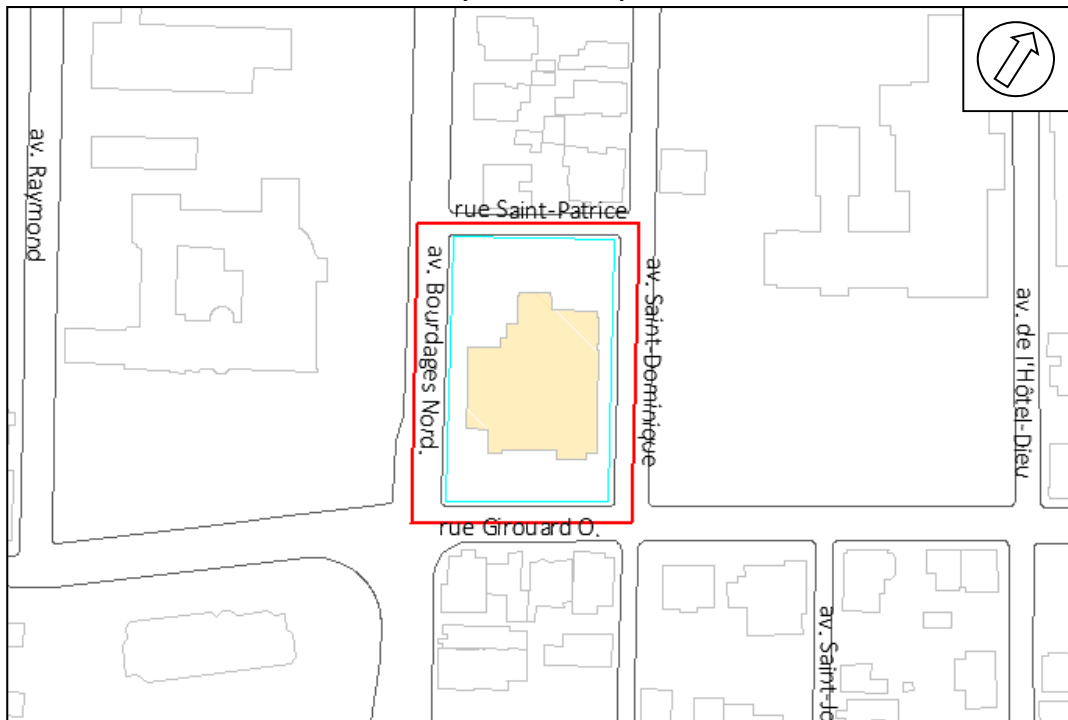 av. Raymond
rue Saint-Patrice
av. Bourdages Nord.
av. Saint-Dominique
av. de l'Hôtel-Dieu
rue Girouard O.